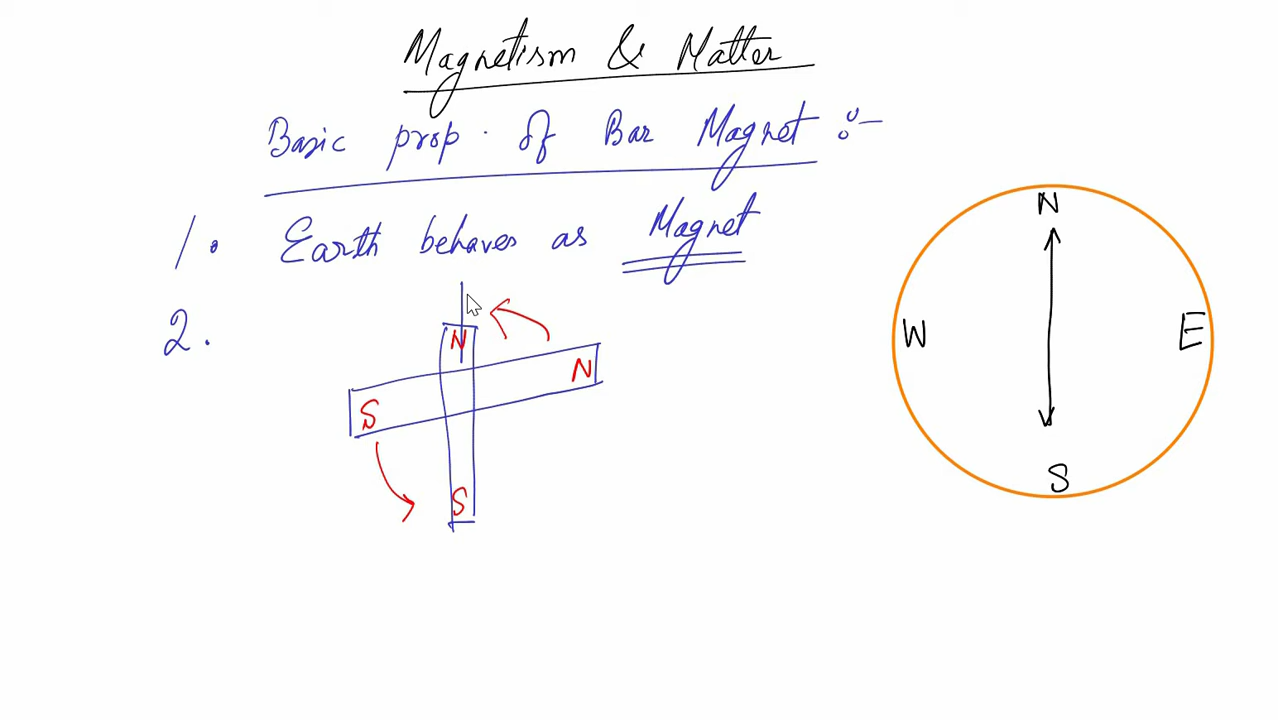 Magnetism & Matter
Basic prop. of Bar Magnet :-
1. Earth behaves as Magnet
2.
N
N
S
S
N
W
E
S